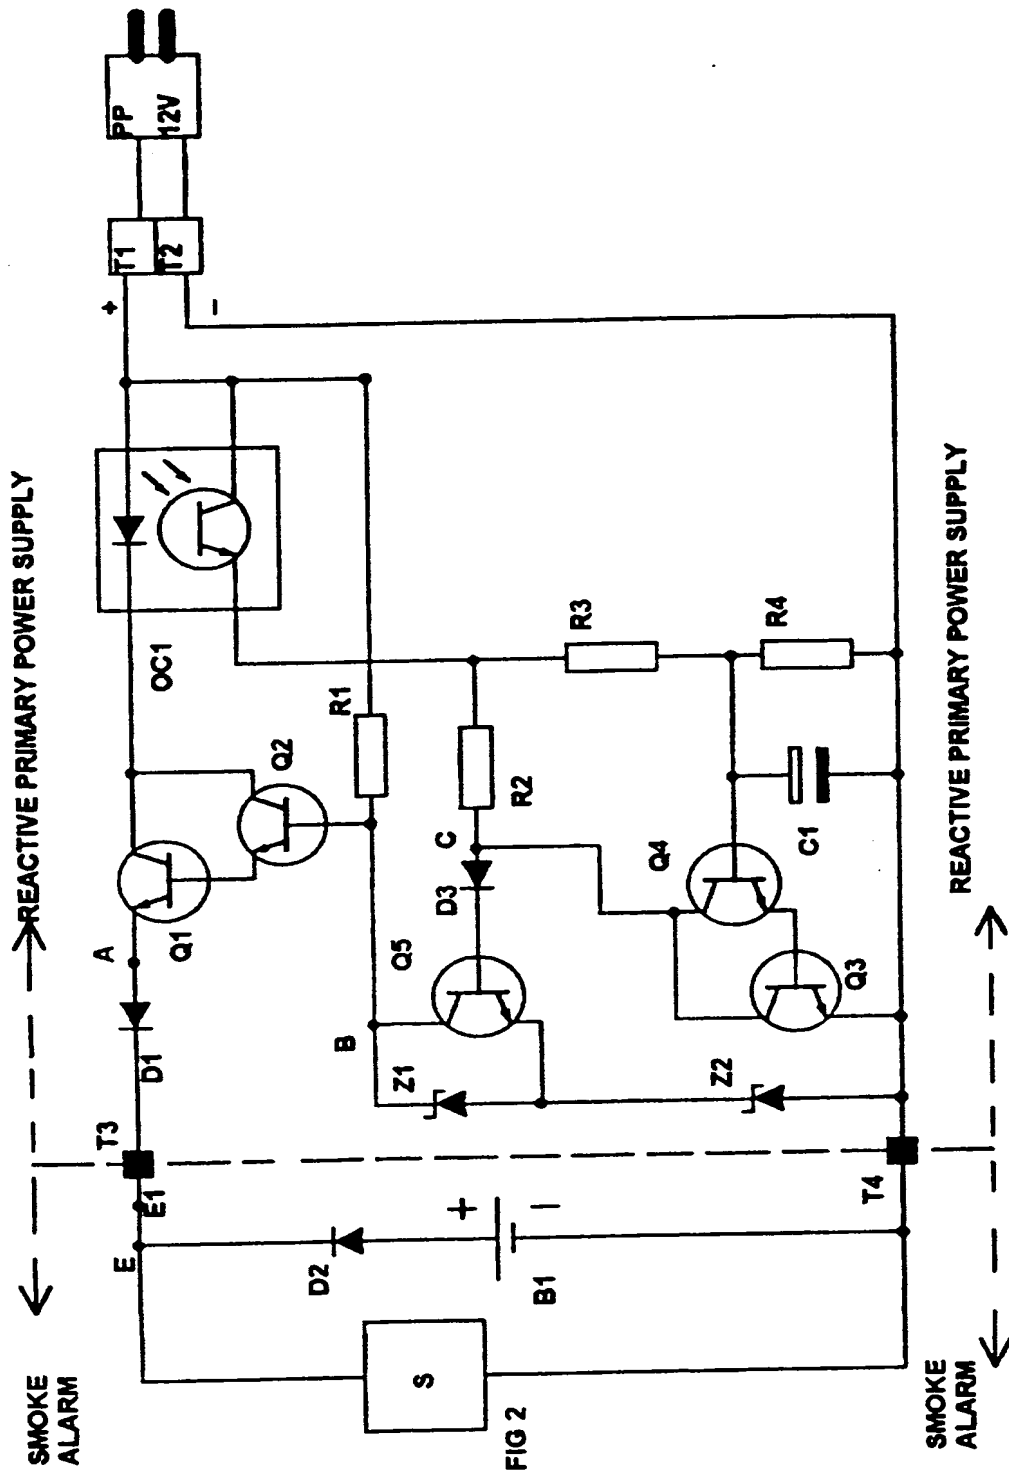 SMOKE
ALARM
REACTIVE PRIMARY POWER SUPPLY
E
E1
T3
D1
A
Q1
OC1
+
T1
PP
Q2
–
T2
12V
D2
+
–
B1
Z1
B
Q5
D3
C
R2
R1
R3
S
Z2
Q3
Q4
C1
R4
T4
SMOKE
ALARM
REACTIVE PRIMARY POWER SUPPLY
FIG 2